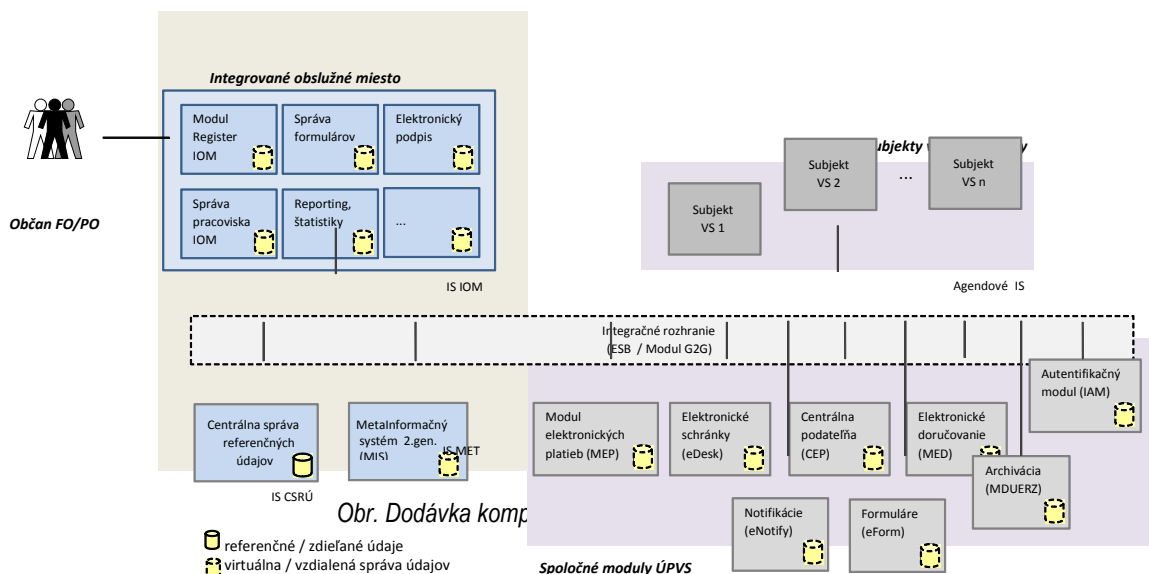 Integrované obslužné miesto
Modul
Register
IOM
Správa
formulárov
Elektronický
podpis
Správa
pracoviska
IOM
Reporting,
štatistiky
...
Občan FO/PO
IS IOM
Subjekt
VS 1
Subjekt
VS 2
...
Subjekt
VS n
Agendové IS
Integračné rozhranie
(ESB / Modul G2G)
Centrálna správa
referenčných
údajov
IS CSRÚ
MetaInformačný
systém 2.gen.
(MIS)
IS MET
Modul
elektronických
platieb (MEP)
Elektronické
schránky
(eDesk)
Centrálna
podateľňa
(CEP)
Elektronické
doručovanie
(MED)
Autentifikačný
modul (IAM)
Archivácia
(MDUERZ)
Notifikácie
(eNotify)
Formuláre
(eForm)
Obr. Dodávka
referenčné / zdieľané údaje
virtuálna / vzdialená správa údajov
Spoločné moduly ÚPVS